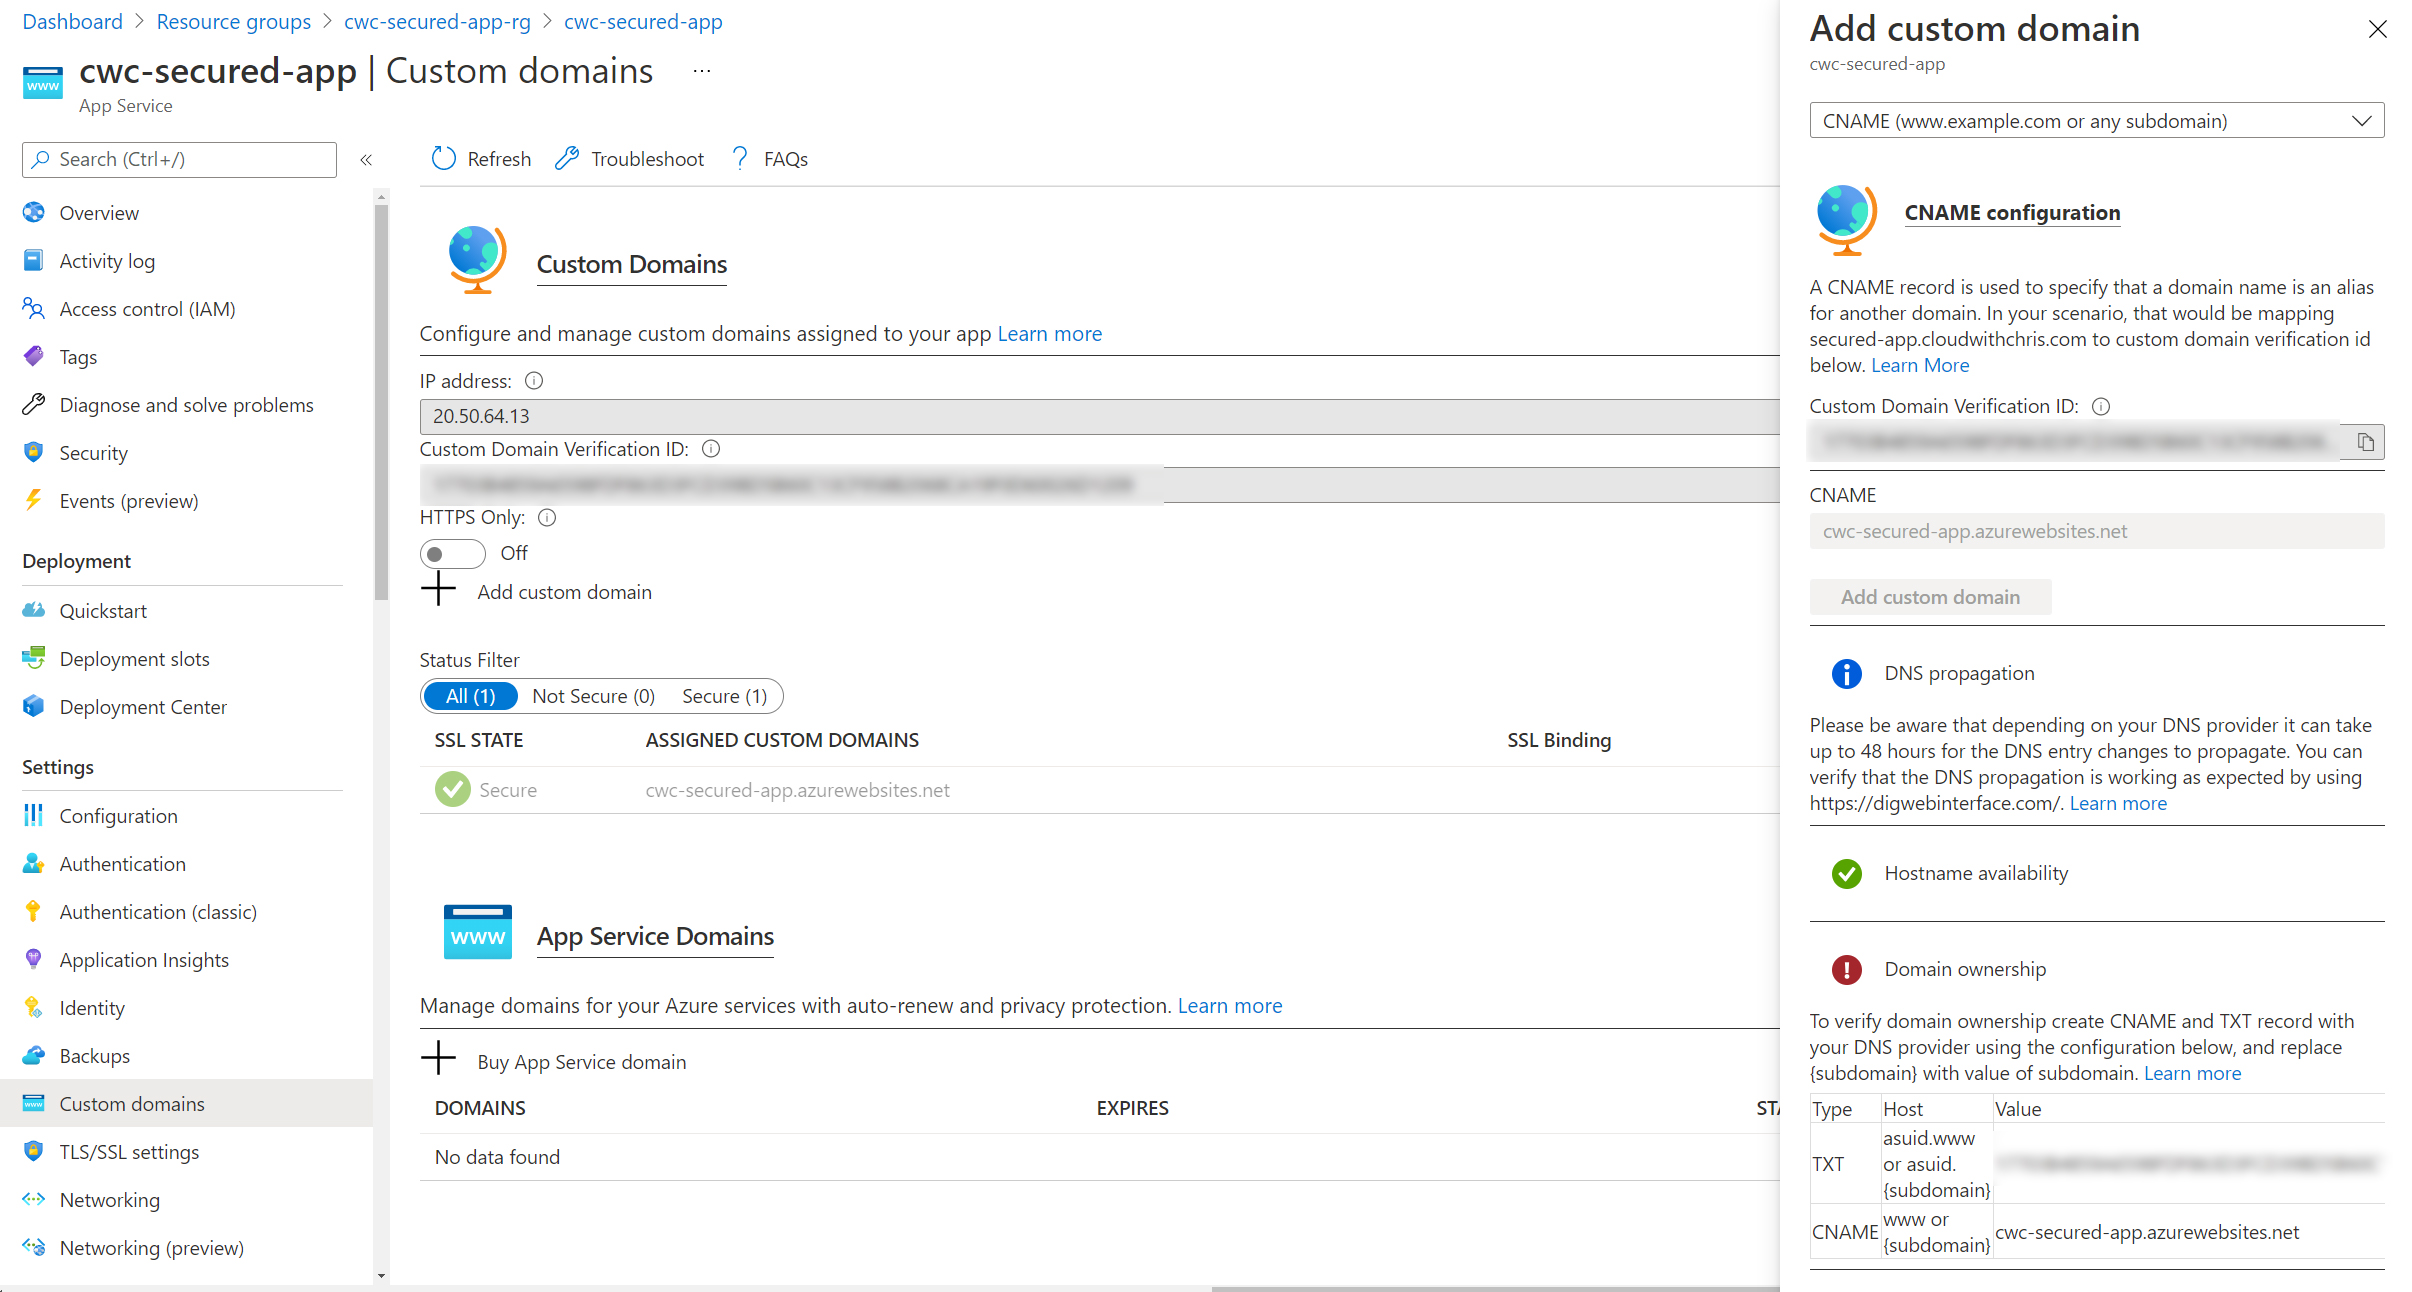 Dashboard > Resource groups > cwc-secured-app-rg > cwc-secured-app
www
cwc-secured-app | Custom domains ...
App Service
Search (Ctrl+/) «
Overview
Activity log
Access control (IAM)
Tags
Diagnose and solve problems
Security
Events (preview)
Deployment
Quickstart
Deployment slots
Deployment Center
Settings
Configuration
Authentication
Authentication (classic)
Application Insights
Identity
Backups
Custom domains
TLS/SSL settings
Networking
Networking (preview)
Refresh Troubleshoot ? FAQs
Custom Domains
Configure and manage custom domains assigned to your app Learn more
IP address:
20.50.64.13
Custom Domain Verification ID:
HTTPS Only:
Off
Add custom domain
Status Filter
All (1) Not Secure (0) Secure (1)
SSL STATE ASSIGNED CUSTOM DOMAINS SSL Binding
Secure cwc-secured-app.azurewebsites.net
www
App Service Domains
Manage domains for your Azure services with auto-renew and privacy protection. Learn more
Buy App Service domain
DOMAINS EXPIRES STA
No data found
Add custom domain
cwc-secured-app
CNAME (www.example.com or any subdomain)
CNAME configuration
A CNAME record is used to specify that a domain name is an alias
for another domain. In your scenario, that would be mapping
secured-app.cloudwithchris.com to custom domain verification id
below. Learn More
Custom Domain Verification ID:
CNAME
cwc-secured-app.azurewebsites.net
Add custom domain
DNS propagation
Please be aware that depending on your DNS provider it can take
up to 48 hours for the DNS entry changes to propagate. You can
verify that the DNS propagation is working as expected by using
https://digwebinterface.com/. Learn more
Hostname availability
Domain ownership
To verify domain ownership create CNAME and TXT record with
your DNS provider using the configuration below, and replace
{subdomain} with value of subdomain. Learn more
Type Host Value
TXT asuid.www
or asuid.
{subdomain}
CNAME www or
{subdomain} cwc-secured-app.azurewebsites.net